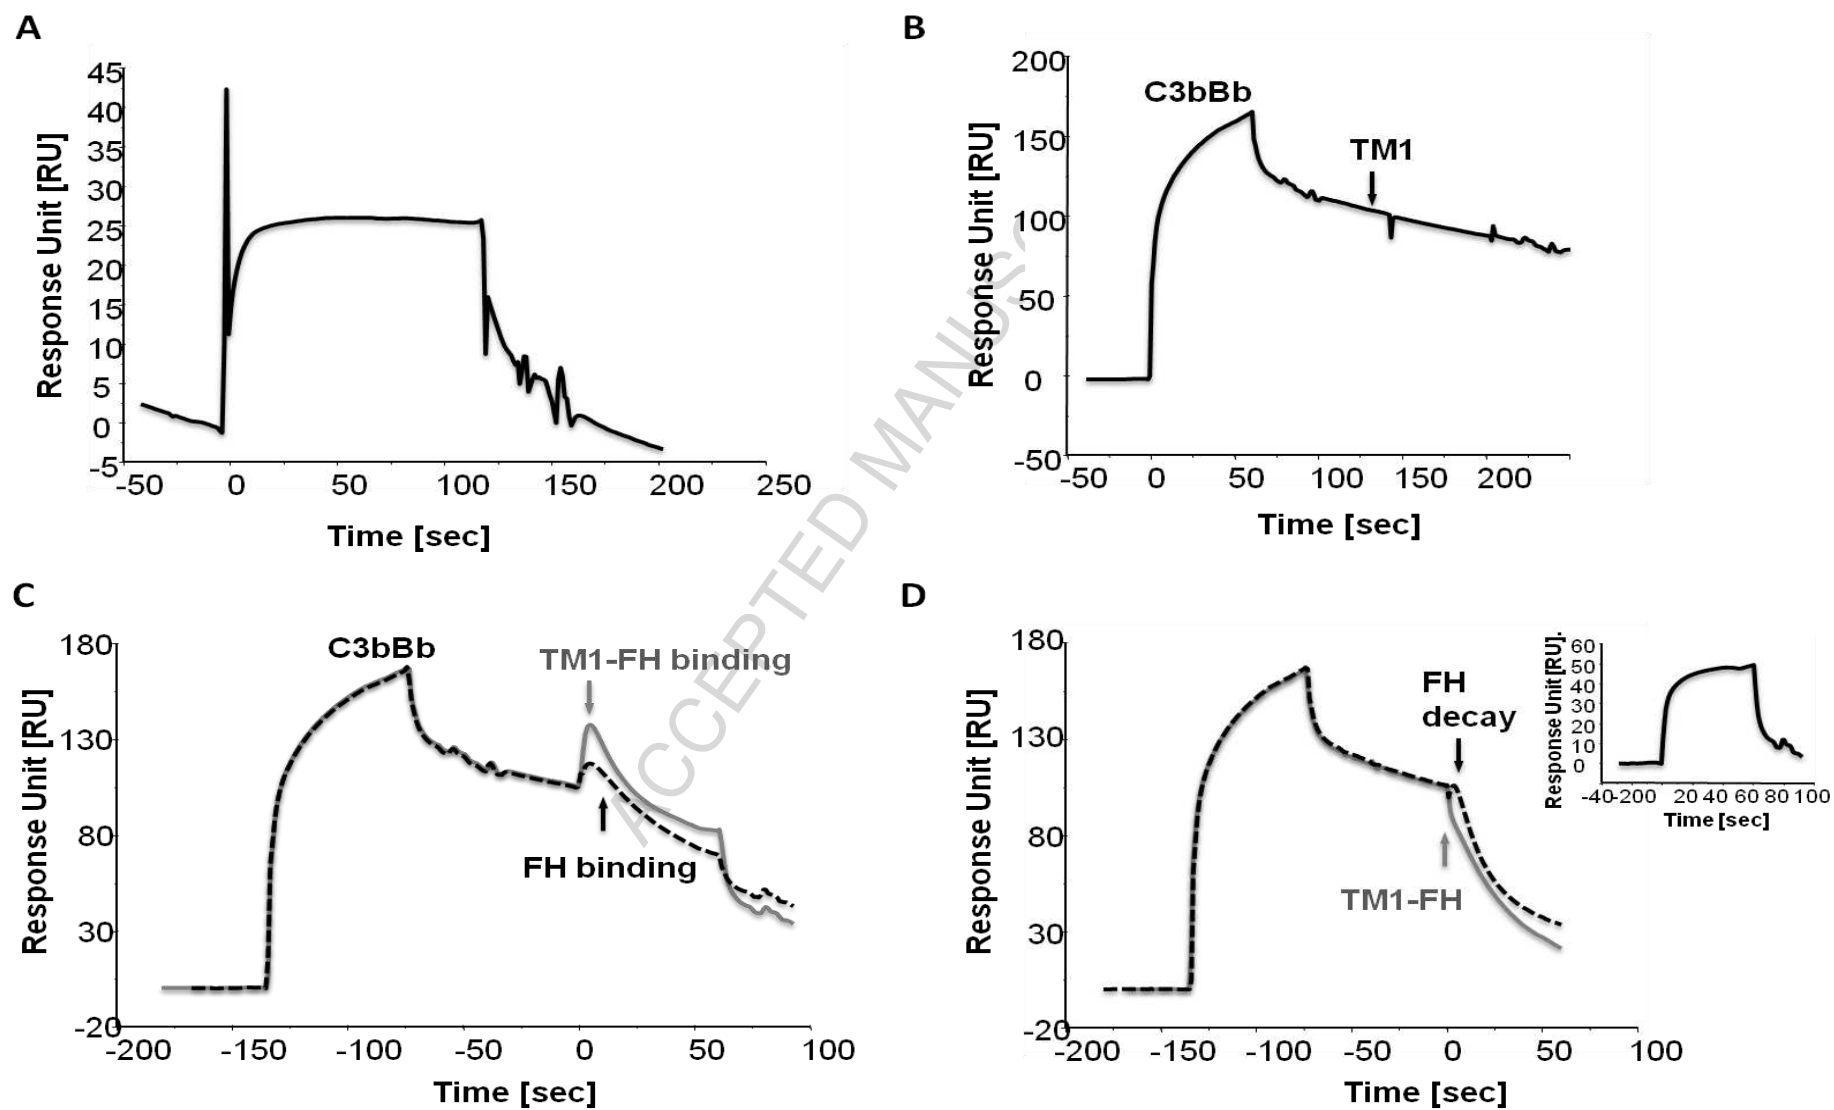 A
Response Unit [RU]
45
40
35
30
25
20
15
10
5
0
-5
-50 0 50 100 150 200 250
Time [sec]
B
Response Unit [RU]
200
150
100
50
0
-50
C3bBb
TM1
-50 0 50 100 150 200
Time [sec]
ACCEPTED MANUS
C
Response Unit [RU]
180
130
80
30
-20
C3bBb
TM1-FH binding
FH binding
-200 -150 -100 -50 0 50 100
Time [sec]
D
Response Unit [RU]
180
130
80
30
-20
FH
decay
TM1-FH
-200 -150 -100 -50 0 50 100
Time [sec]
Response Unit [RU].
60
50
40
30
20
10
0
-40-200 20 40 60 80 100
Time [sec]